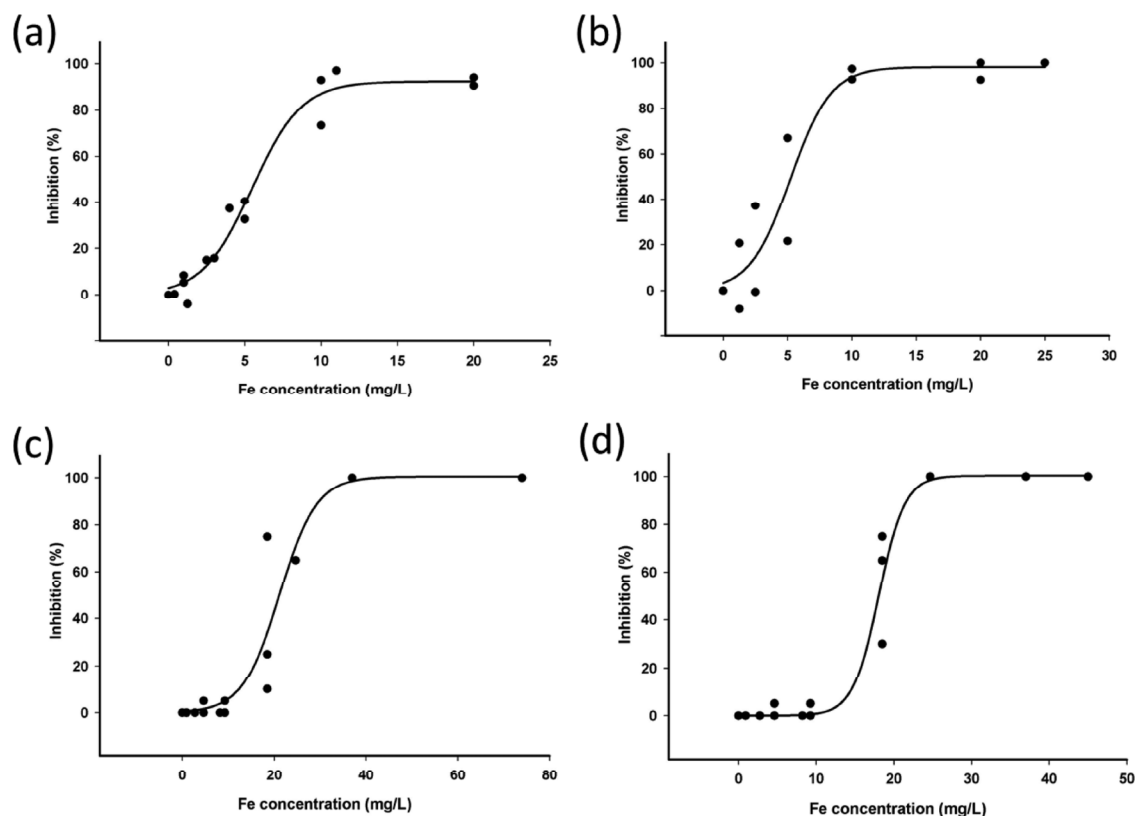 (a)
100
80
60
40
20
0
Inhibition (%)
0 5 10 15 20 25
Fe concentration (mg/L)
(b)
100
80
60
40
20
0
Inhibition (%)
0 5 10 15 20 25 30
Fe concentration (mg/L)
(c)
100
80
60
40
20
0
Inhibition (%)
0 20 40 60 80
Fe concentration (mg/L)
(d)
100
80
60
40
20
0
Inhibition (%)
0 10 20 30 40 50
Fe concentration (mg/L)